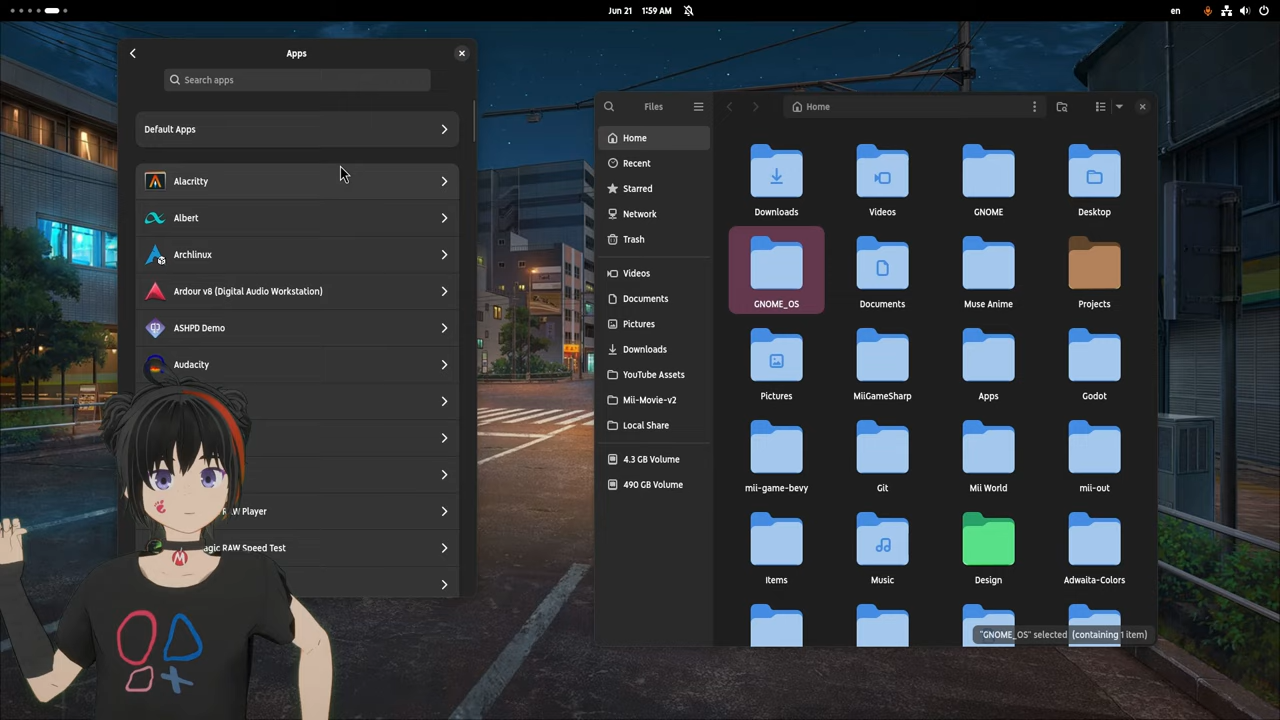 Jun 21 1:59 AM
en
Apps
Search apps
Default Apps
Alacritty
Albert
Archlinux
Ardour v8 (Digital Audio Workstation)
ASHPD Demo
Audacity
RAW Player
RAW Speed Test
Files
Home
Home
Recent
Starred
Network
Trash
Videos
Documents
Pictures
Downloads
YouTube Assets
Mii-Movie-v2
Local Share
4.3 GB Volume
490 GB Volume
Downloads
Videos
GNOME
Desktop
GNOME_OS
Documents
Muse Anime
Projects
Pictures
MiiGameSharp
Apps
Godot
mii-game-bevy
Git
Mii World
mii-out
Items
Music
Design
Adwaita-Colors
"GNOME_OS" selected (containing 1 item)